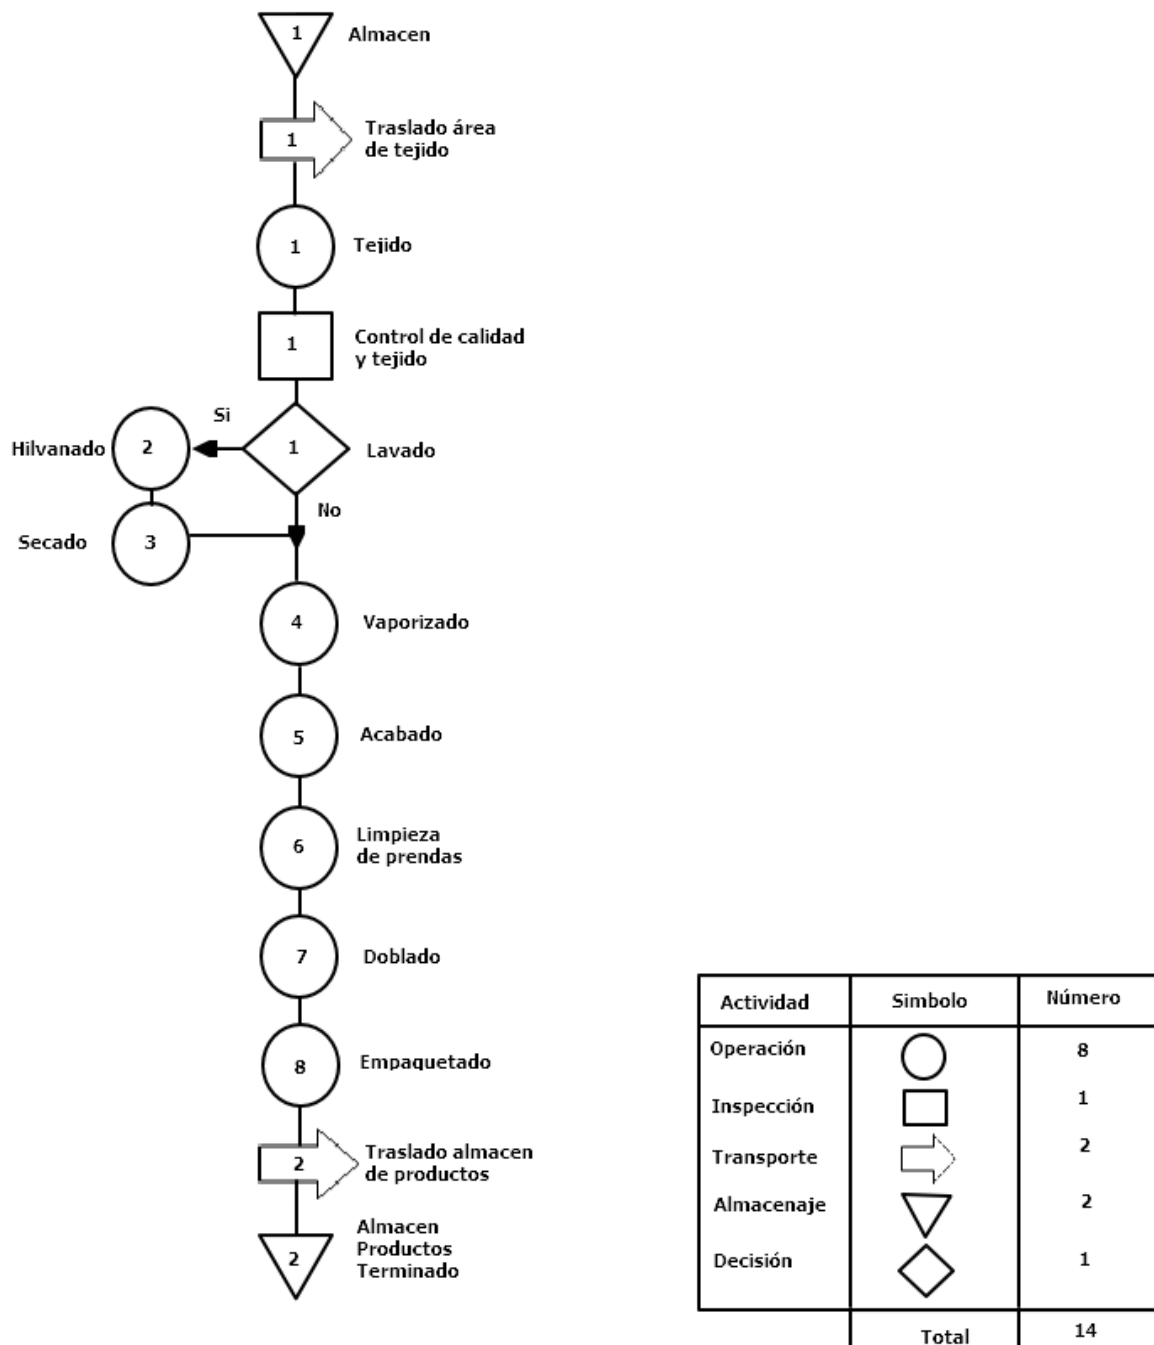 1
Almacen
1
Traslado área
de tejido
1
Tejido
1
Control de calidad
y tejido
Si
Hilvanado
2
1
Lavado
No
Secado
3
4
Vaporizado
5
Acabado
6
Limpieza
de prendas
7
Doblado
8
Empaquetado
2
Traslado almacen
de productos
2
Almacen
Productos
Terminado
Actividad Simbolo Número
Operación 8
Inspección 1
Transporte 2
Almacenaje 2
Decisión 1
Total 14